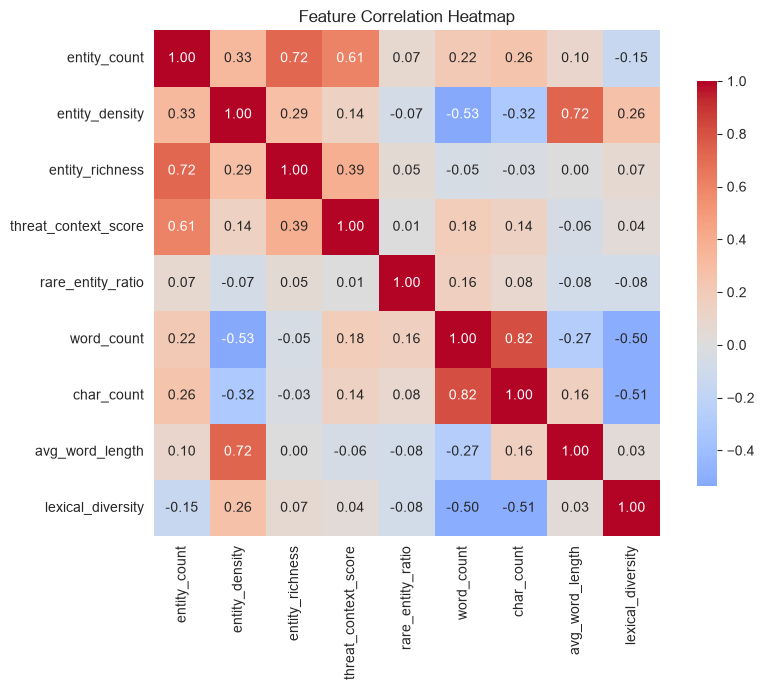 Feature Correlation Heatmap
entity_count 1.00 0.33 0.72 0.61 0.07 0.22 0.26 0.10 -0.15
entity_density 0.33 1.00 0.29 0.14 -0.07 -0.53 -0.32 0.72 0.26
entity_richness 0.72 0.29 1.00 0.39 0.05 -0.05 -0.03 0.00 0.07
threat_context_score 0.61 0.14 0.39 1.00 0.01 0.18 0.14 -0.06 0.04
rare_entity_ratio 0.07 -0.07 0.05 0.01 1.00 0.16 0.08 -0.08 -0.08
word_count 0.22 -0.53 -0.05 0.18 0.16 1.00 0.82 -0.27 -0.50
char_count 0.26 -0.32 -0.03 0.14 0.08 0.82 1.00 0.16 -0.51
avg_word_length 0.10 0.72 0.00 -0.06 -0.08 -0.27 0.16 1.00 0.03
lexical_diversity -0.15 0.26 0.07 0.04 -0.08 -0.50 -0.51 0.03 1.00
entity_count
entity_density
entity_richness
threat_context_score
rare_entity_ratio
word_count
char_count
avg_word_length
lexical_diversity
1.0
0.8
0.6
0.4
0.2
0.0
−0.2
−0.4